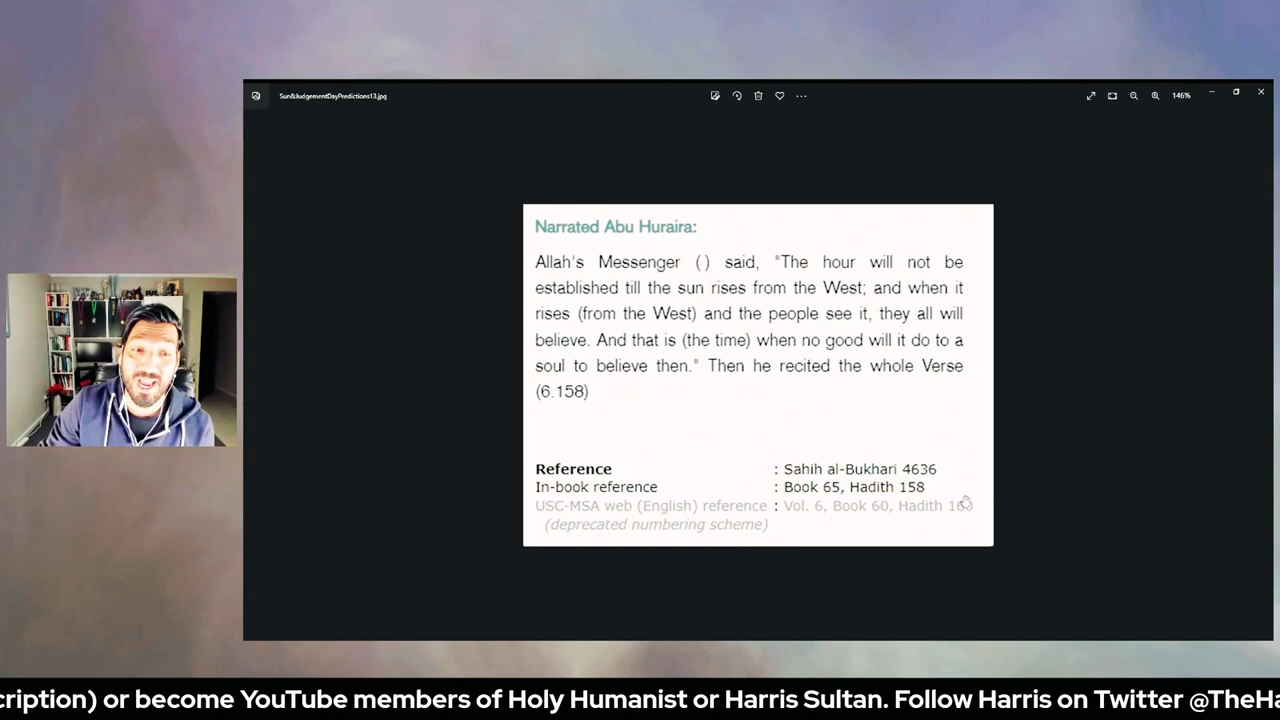 Sun&JudgementDayPredictions13.jpg
146%
Narrated Abu Huraira:
Allah's Messenger ( ) said, "The hour will not be
established till the sun rises from the West; and when it
rises (from the West) and the people see it, they all will
believe. And that is (the time) when no good will it do to a
soul to believe then." Then he recited the whole Verse
(6.158)
Reference : Sahih al-Bukhari 4636
In-book reference : Book 65, Hadith 158
USC-MSA web (English) reference : Vol. 6, Book 60, Hadith
(deprecated numbering scheme)
cription) or become YouTube members of Holy Humanist or Harris Sultan. Follow Harris on Twitter @TheHa